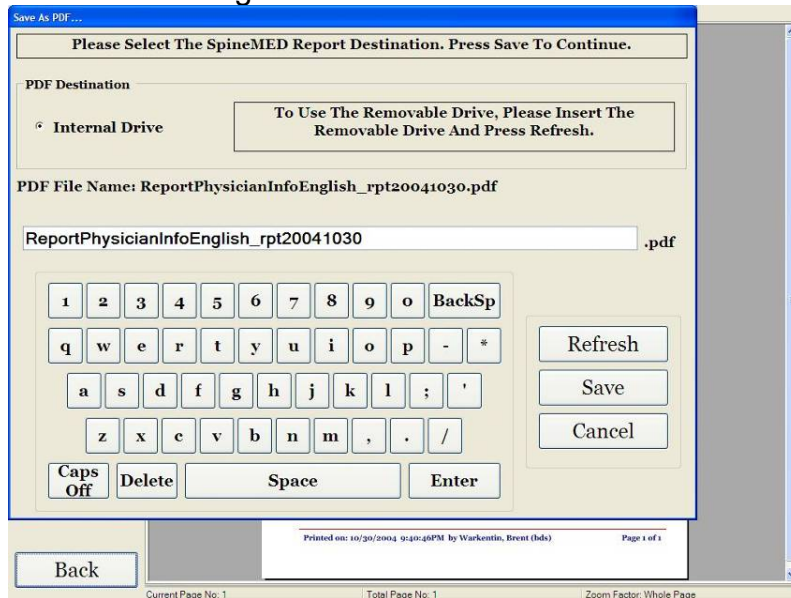 Save As PDF...
Please Select The SpineMED Report Destination. Press Save To Continue.
PDF Destination
Internal Drive
To Use The Removable Drive, Please Insert The
Removable Drive And Press Refresh.
PDF File Name: ReportPhysicianInfoEnglish_rpt20041030.pdf
ReportPhysicianInfoEnglish_rpt20041030 .pdf
1 2 3 4 5 6 7 8 9 0 BackSp
q w e r t y u i o p - *
a s d f g h j k l ; '
z x c v b n m , . /
Caps Off Delete Space Enter
Refresh
Save
Cancel
Printed on: 10/30/2004 9:40:46PM by Warkentin, Brent (bds) Page 1 of 1
Back
Current Page No: 1 Total Page No: 1 Zoom Factor: Whole Page